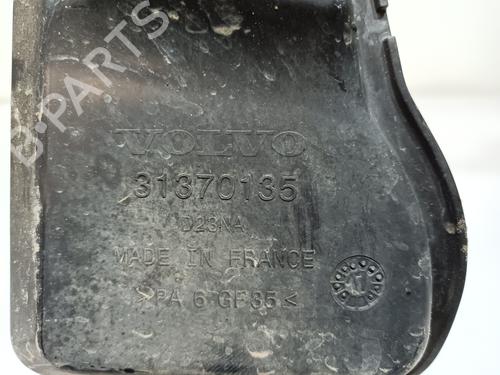 B-PARTS
VOLVO
31370135
D23NA
MADE IN FRANCE
>PA 6 GF35<